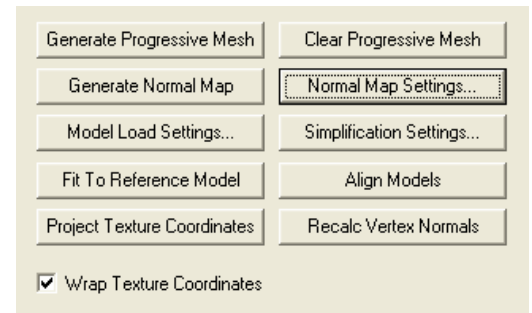 Generate Progressive Mesh
Clear Progressive Mesh
Generate Normal Map
Normal Map Settings...
Model Load Settings...
Simplification Settings...
Fit To Reference Model
Align Models
Project Texture Coordinates
Recalc Vertex Normals
Wrap Texture Coordinates